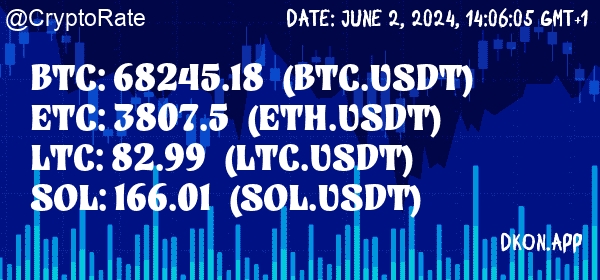 @CryptoRate
DATE: JUNE 2, 2024, 14:06:05 GMT+1
BTC: 68245.18 (BTC.USDT)
ETC: 3807.5 (ETH.USDT)
LTC: 82.99 (LTC.USDT)
SOL: 166.01 (SOL.USDT)
DKON.APP